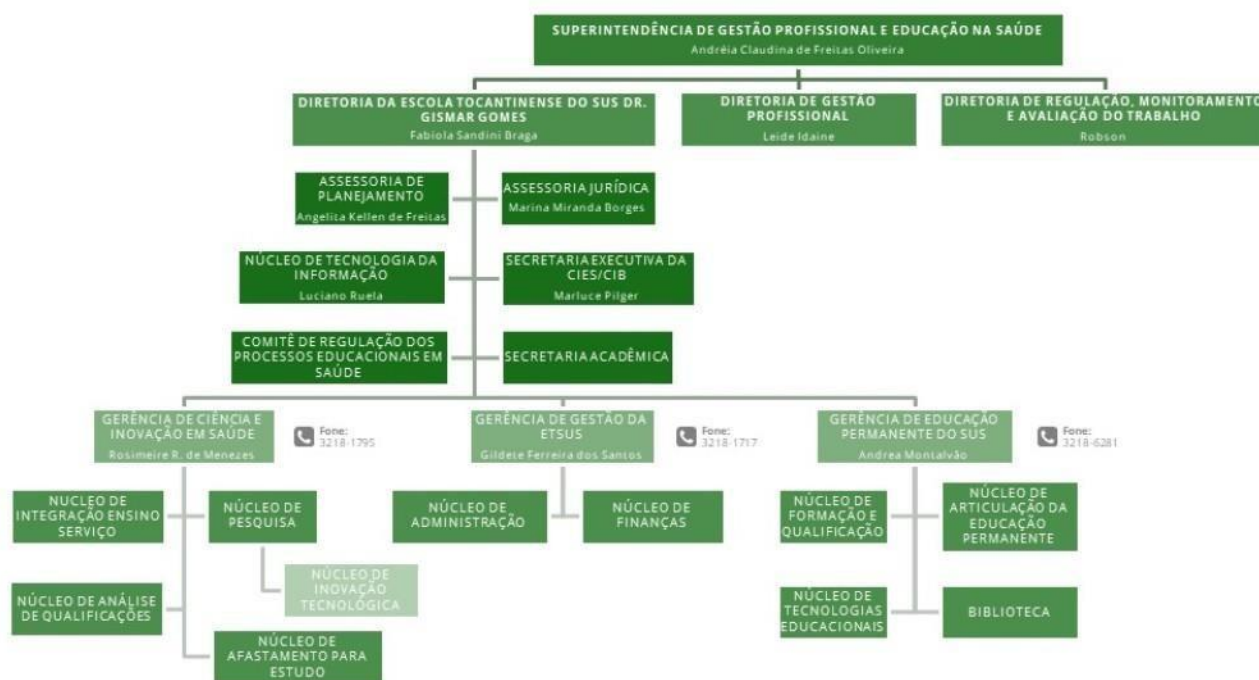 SUPERINTENDÊNCIA DE GESTÃO PROFISSIONAL E EDUCAÇÃO NA SAÚDE
Andréia Claudina de Freitas Oliveira
DIRETORIA DA ESCOLA TOCANTINENSE DO SUS DR.
GISMAR GOMES
Fabiola Sandini Braga
DIRETORIA DE GESTÃO
PROFISSIONAL
Leide Idaine
DIRETORIA DE REGULAÇÃO, MONITORAMENTO
E AVALIAÇÃO DO TRABALHO
Robson
ASSESSORIA DE
PLANEJAMENTO
Angelita Kellen de Freitas
ASSESSORIA JURÍDICA
Marina Miranda Borges
NÚCLEO DE TECNOLOGIA DA
INFORMAÇÃO
Luciano Ruela
SECRETARIA EXECUTIVA DA
CIES/CIB
Marluce Pilger
COMITÊ DE REGULAÇÃO DOS
PROCESSOS EDUCACIONAIS EM
SAÚDE
SECRETARIA ACADÊMICA
GERÊNCIA DE CIÊNCIA E
INOVAÇÃO EM SAÚDE
Rosimeire R. de Menezes
Fone:
3218-1795
GERÊNCIA DE GESTÃO DA
ETSUS
Gildete Ferreira dos Santos
Fone:
3218-1717
GERÊNCIA DE EDUCAÇÃO
PERMANENTE DO SUS
Andrea Montalvão
Fone:
3218-6281
NUCLEO DE
INTEGRAÇÃO ENSINO
SERVIÇO
NÚCLEO DE
PESQUISA
NÚCLEO DE
ADMINISTRAÇÃO
NÚCLEO DE
FINANÇAS
NÚCLEO DE
FORMAÇÃO E
QUALIFICAÇÃO
NÚCLEO DE
ARTICULAÇÃO DA
EDUCAÇÃO
PERMANENTE
NÚCLEO DE
INOVAÇÃO
TECNOLÓGICA
NÚCLEO DE ANÁLISE
DE QUALIFICAÇÕES
NÚCLEO DE
TECNOLOGIAS
EDUCACIONAIS
BIBLIOTECA
NÚCLEO DE
AFASTAMENTO PARA
ESTUDO